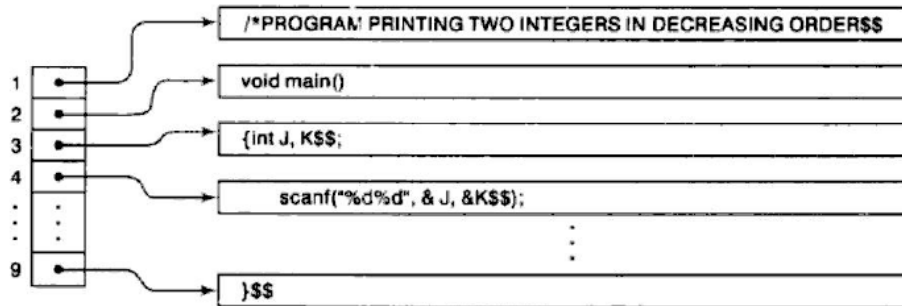 /*PROGRAM PRINTING TWO INTEGERS IN DECREASING ORDER$$
1
void main()
2
3
{int J, K$$;
4
scanf("%d%d", & J, &K$$);
9
}$$